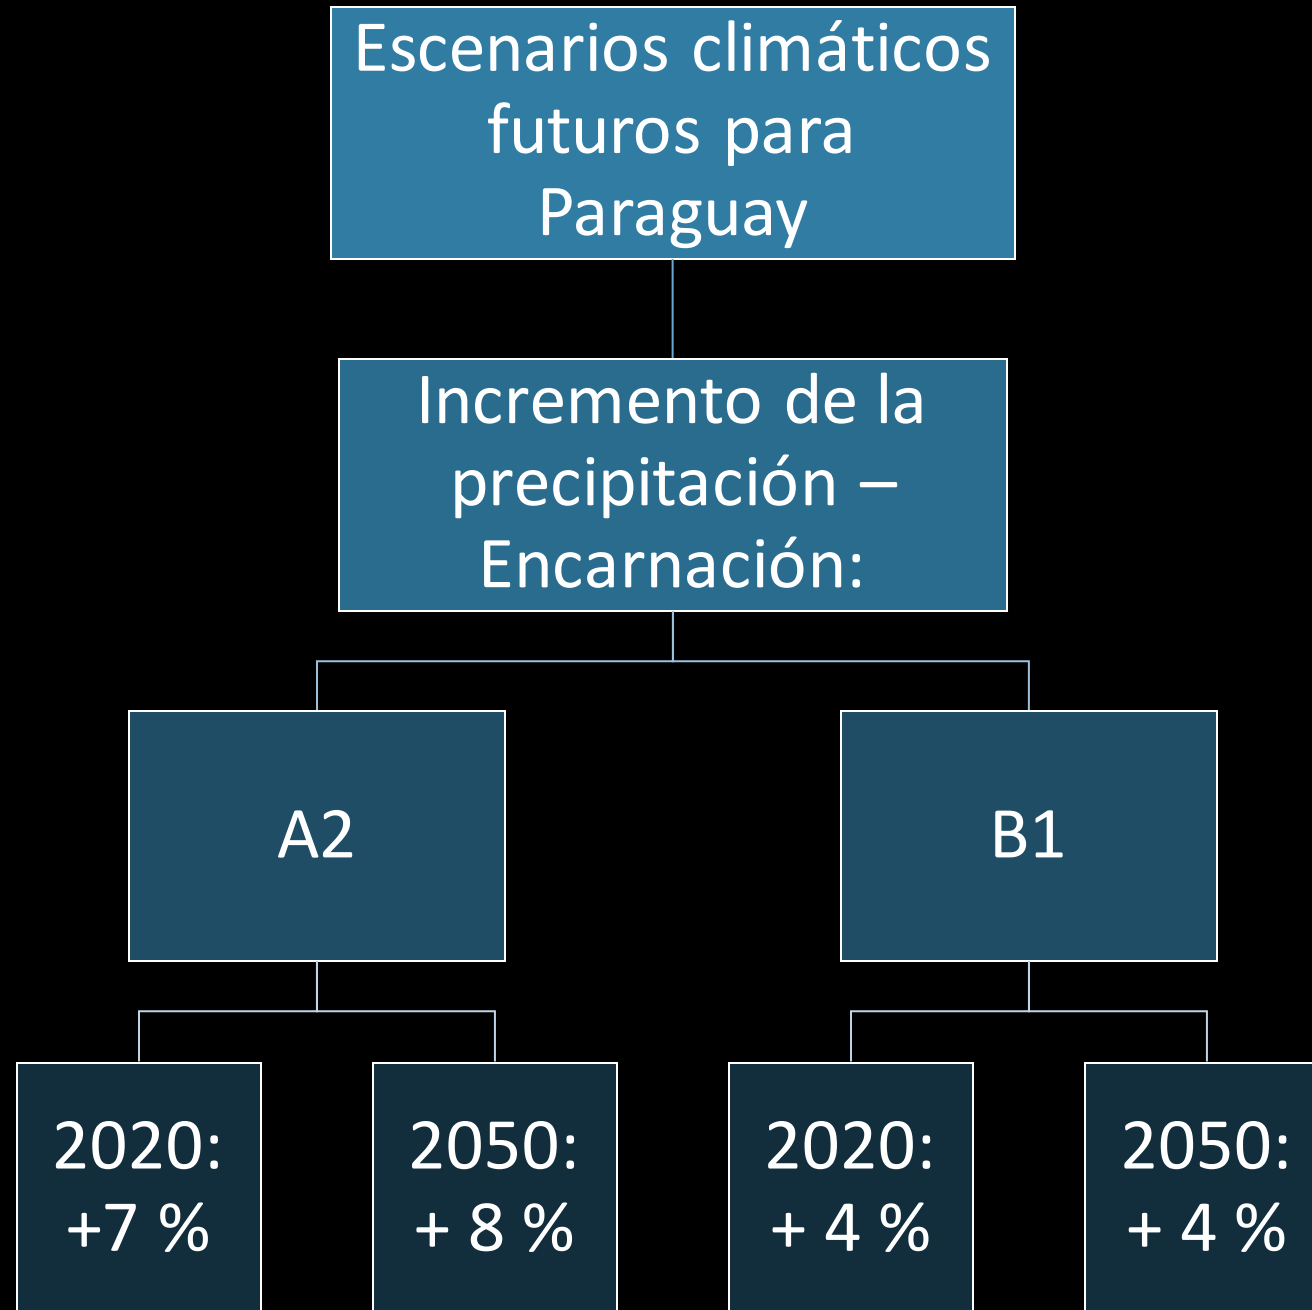 Escenarios climáticos
futuros para
Paraguay
Incremento de la
precipitación –
Encarnación:
A2
B1
2020:
+7 %
2050:
+ 8 %
2020:
+ 4 %
2050:
+ 4 %